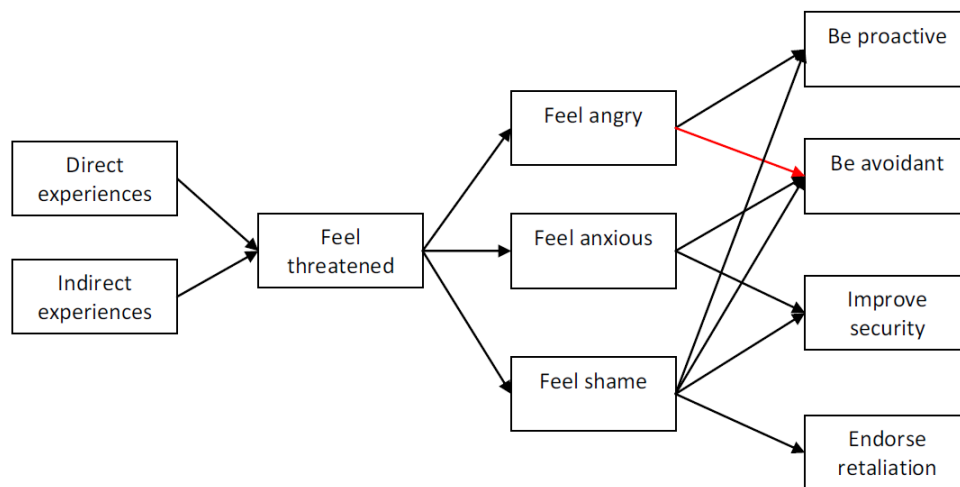 Direct
experiences
Indirect
experiences
Feel
threatened
Feel angry
Feel anxious
Feel shame
Be proactive
Be avoidant
Improve
security
Endorse
retaliation